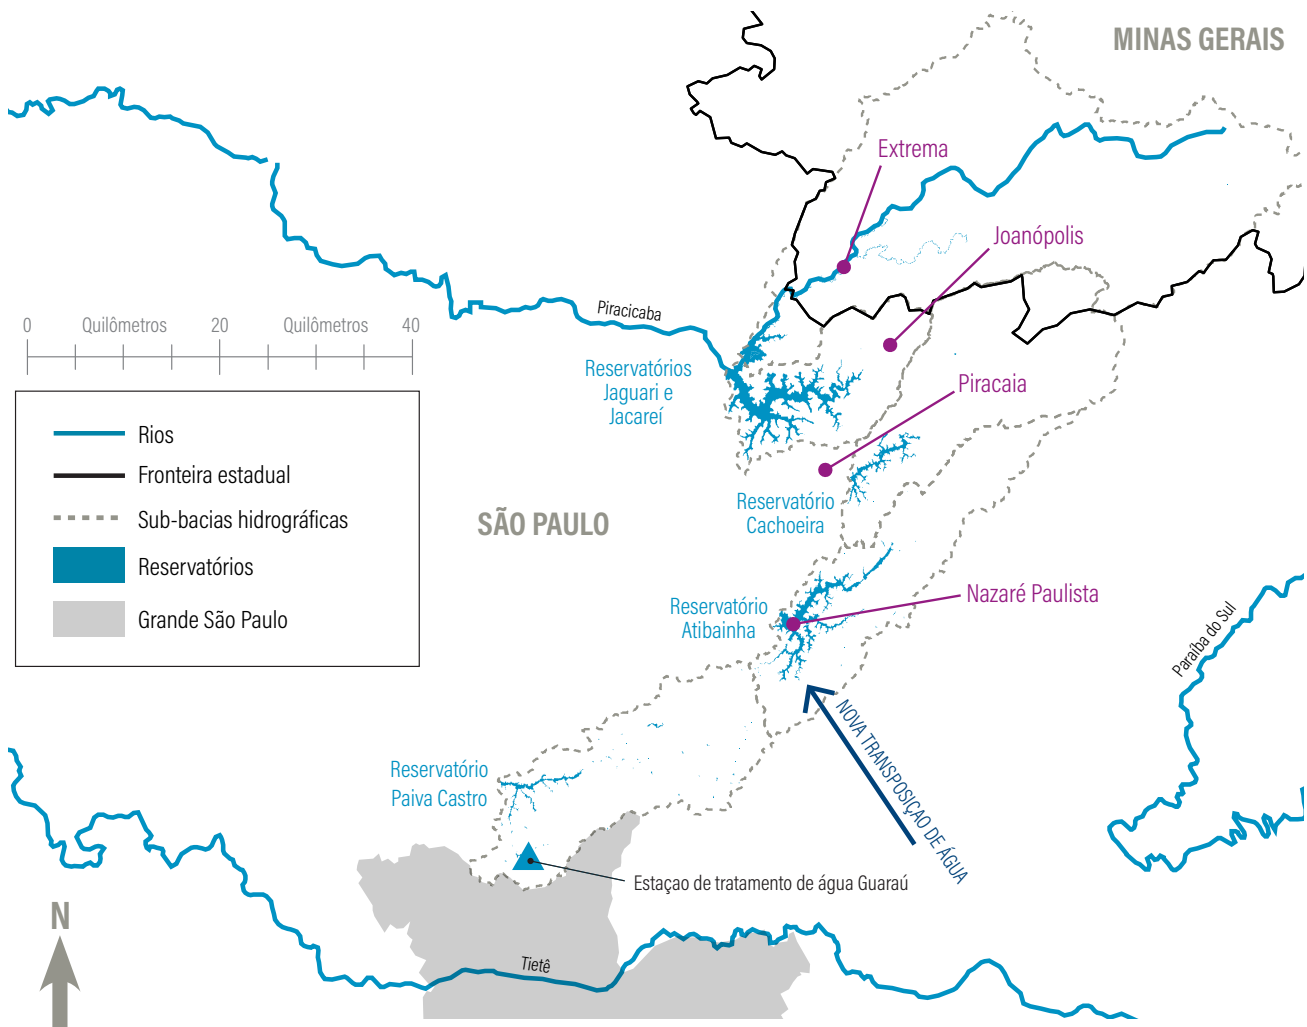 MINAS GERAIS
Extrema
Joanópolis
Piracicaba
0 Quilômetros 20 Quilômetros 40
Reservatórios
Jaguari e
Jacareí
Piracaia
Rios
Fronteira estadual
Sub-bacias hidrográficas
Reservatórios
Grande São Paulo
Reservatório
Cachoeira
SÃO PAULO
Nazaré Paulista
Reservatório
Atibainha
Paraíba do Sul
NOVA TRANSPOSIÇAO DE ÁGUA
Reservatório
Paiva Castro
Estaçao de tratamento de água Guaraú
N
Tietê